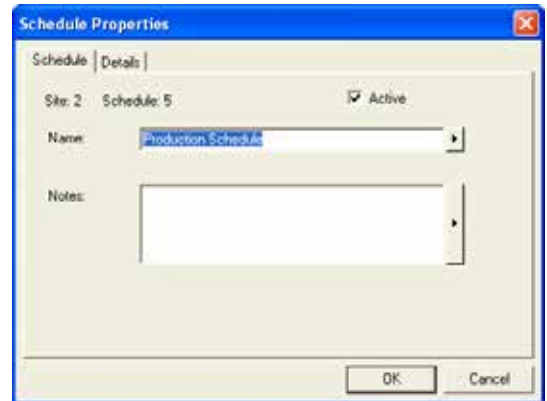 Schedule Properties
Schedule Details
Site: 2 Schedule: 5 Active
Name: Production Schedule
Notes:
OK Cancel